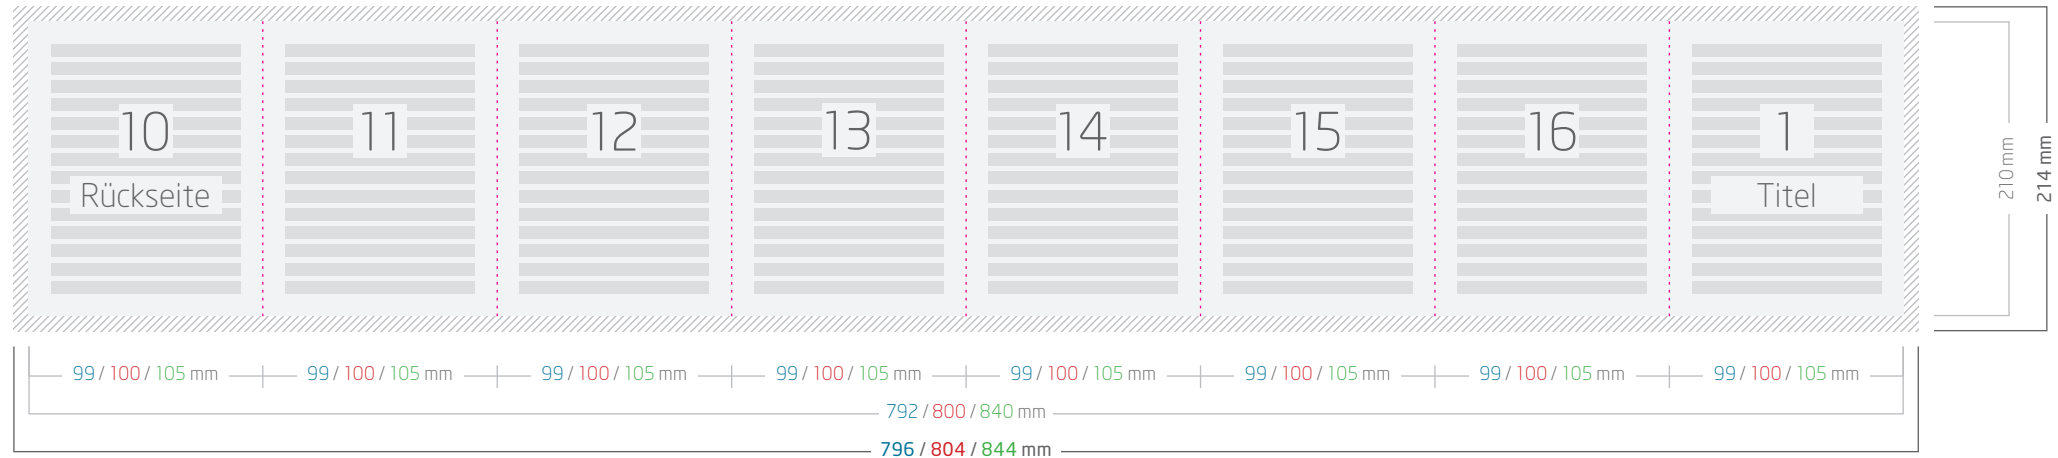 10 11 12 13 14 15 16 1
Rückseite Titel
210 mm
214 mm
99 / 100 / 105 mm 99 / 100 / 105 mm 99 / 100 / 105 mm 99 / 100 / 105 mm 99 / 100 / 105 mm 99 / 100 / 105 mm 99 / 100 / 105 mm 99 / 100 / 105 mm
792 / 800 / 840 mm
796 / 804 / 844 mm